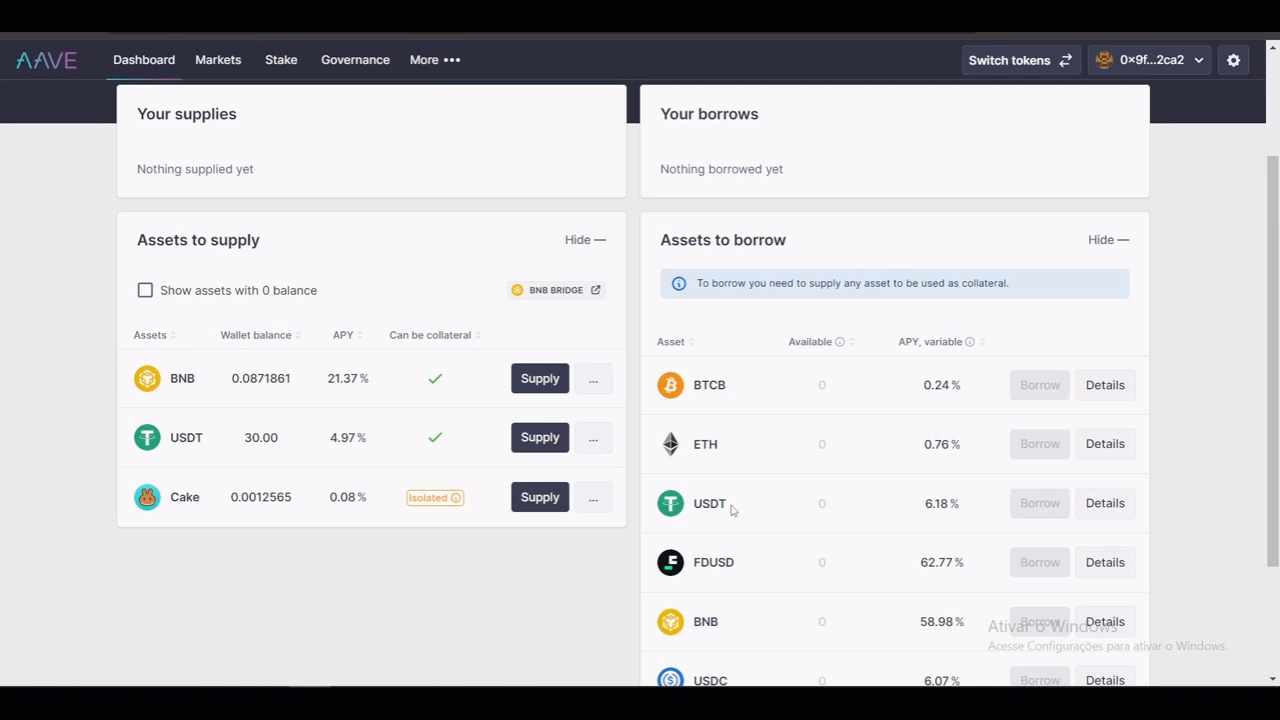 AAVE Dashboard Markets Stake Governance More ••• Switch tokens 0×9f...2ca2
Your supplies
Nothing supplied yet
Your borrows
Nothing borrowed yet
Assets to supply Hide —
Show assets with 0 balance BNB BRIDGE
Assets Wallet balance APY Can be collateral
BNB 0.0871861 21.37 % Supply ...
USDT 30.00 4.97 % Supply ...
Cake 0.0012565 0.08 % Isolated Supply ...
Assets to borrow Hide —
To borrow you need to supply any asset to be used as collateral.
Asset Available APY, variable
BTCB 0 0.24 % Borrow Details
ETH 0 0.76 % Borrow Details
USDT 0 6.18 % Borrow Details
FDUSD 0 62.77 % Borrow Details
BNB 0 58.98 % Borrow Details
USDC 0 6.07 % Borrow Details
Ativar o Windows
Acesse Configurações para ativar o Windows.